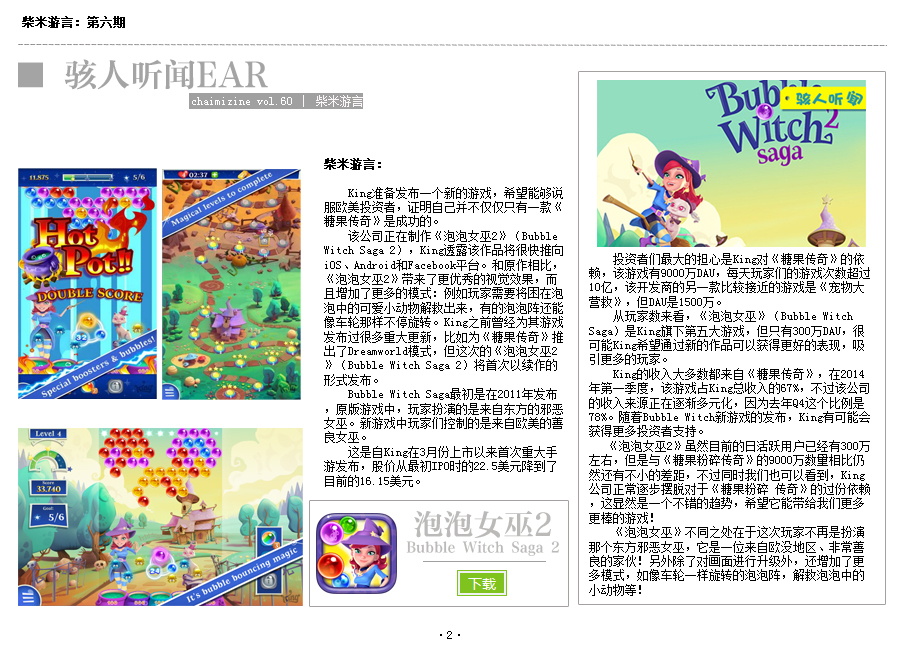 柴米游言：第六期
骇人听闻EAR
chaimizine vol.60 | 柴米游言
11,875
5/6
Hot Pot!!
DOUBLE SCORE
32
Special boosters & bubbles!
02:37
Magical levels to complete
Level 4
Score
33,740
Goal:
5/6
24
It's bubble bouncing magic
King
柴米游言：
King准备发布一个新的游戏，希望能够说
服欧美投资者，证明自己并不仅仅只有一款《
糖果传奇》是成功的。
该公司正在制作《泡泡女巫2》（Bubble
Witch Saga 2），King透露该作品将很快推向
iOS、Android和Facebook平台。和原作相比，
《泡泡女巫2》带来了更优秀的视觉效果，而
且增加了更多的模式：例如玩家需要将困在泡
泡中的可爱小动物解救出来，有的泡泡阵还能
像车轮那样不停旋转。King之前曾经为其游戏
发布过很多重大更新，比如为《糖果传奇》推
出了Dreamworld模式，但这次的《泡泡女巫2
》（Bubble Witch Saga 2）将首次以续作的
形式发布。
Bubble Witch Saga最初是在2011年发布
，原版游戏中，玩家扮演的是来自东方的邪恶
女巫。新游戏中玩家们控制的是来自欧美的善
良女巫。
这是自King在3月份上市以来首次重大手
游发布，股价从最初IPO时的22.5美元降到了
目前的16.15美元。
泡泡女巫2
Bubble Witch Saga 2
下载
Bubble
Witch 2
saga
·骇人听闻
投资者们最大的担心是King对《糖果传奇》的依
赖，该游戏有9000万DAU，每天玩家们的游戏次数超过
10亿，该开发商的另一款比较接近的游戏是《宠物大
营救》，但DAU是1500万。
从玩家数来看，《泡泡女巫》（Bubble Witch
Saga）是King旗下第五大游戏，但只有300万DAU，很
可能King希望通过新的作品可以获得更好的表现，吸
引更多的玩家。
King的收入大多数都来自《糖果传奇》，在2014
年第一季度，该游戏占King总收入的67%，不过该公司
的收入来源正在逐渐多元化，因为去年Q4这个比例是
78%。随着Bubble Witch新游戏的发布，King有可能会
获得更多投资者支持。
《泡泡女巫2》虽然目前的日活跃用户已经有300万
左右，但是与《糖果粉碎传奇》的9000万数量相比仍
然还有不小的差距，不过同时我们也可以看到，King
公司正常逐步摆脱对于《糖果粉碎 传奇》的过份依赖
，这显然是一个不错的趋势，希望它能带给我们更多
更棒的游戏！
《泡泡女巫》不同之处在于这次玩家不再是扮演
那个东方邪恶女巫，它是一位来自欧没地区、非常善
良的家伙！另外除了对画面进行升级外，还增加了更
多模式，如像车轮一样旋转的泡泡阵，解救泡泡中的
小动物等！
·2·